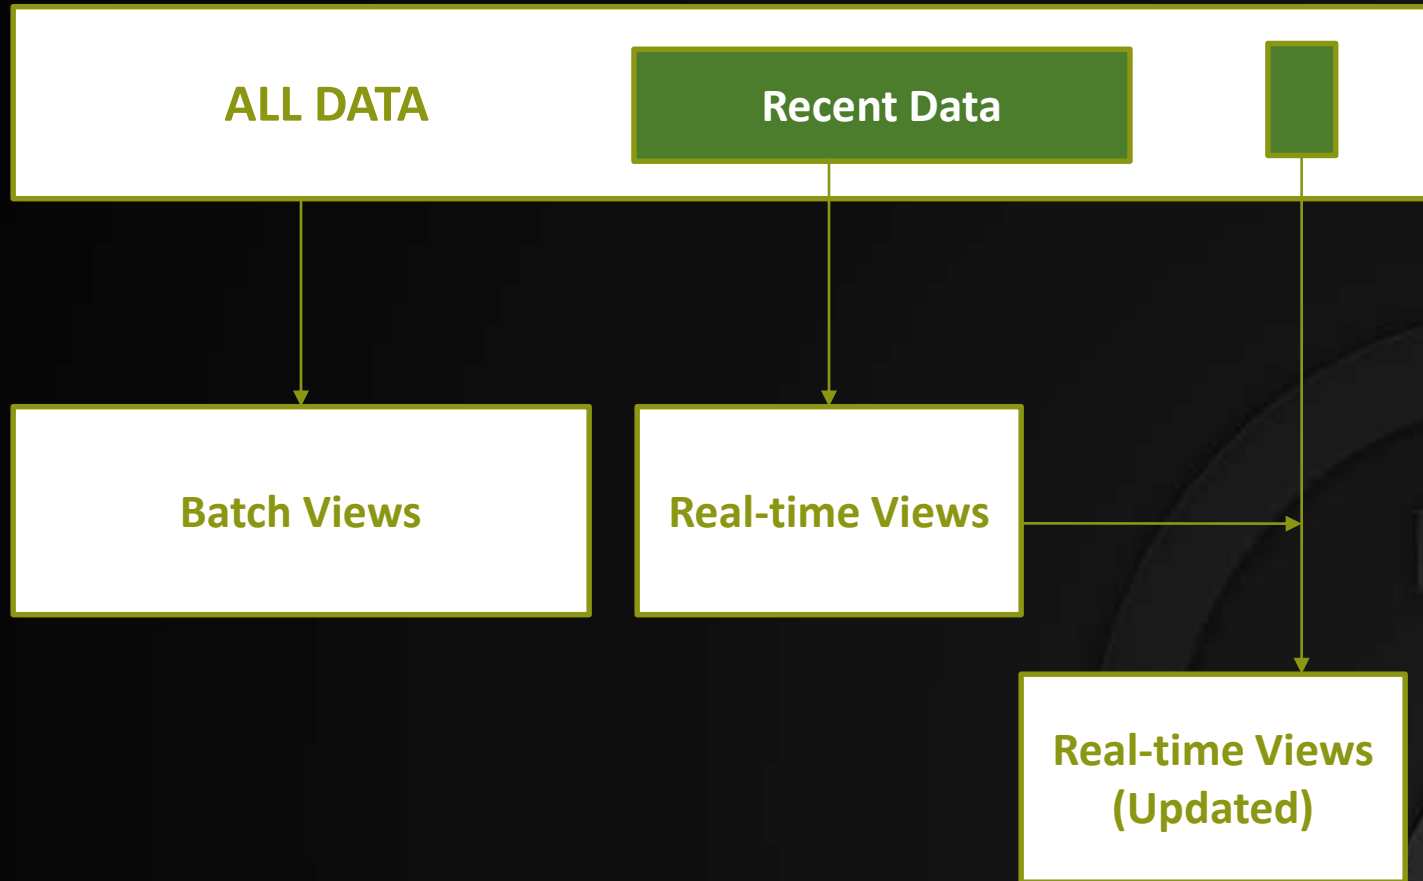 ALL DATA
Recent Data
Batch Views
Real-time Views
Real-time Views
(Updated)